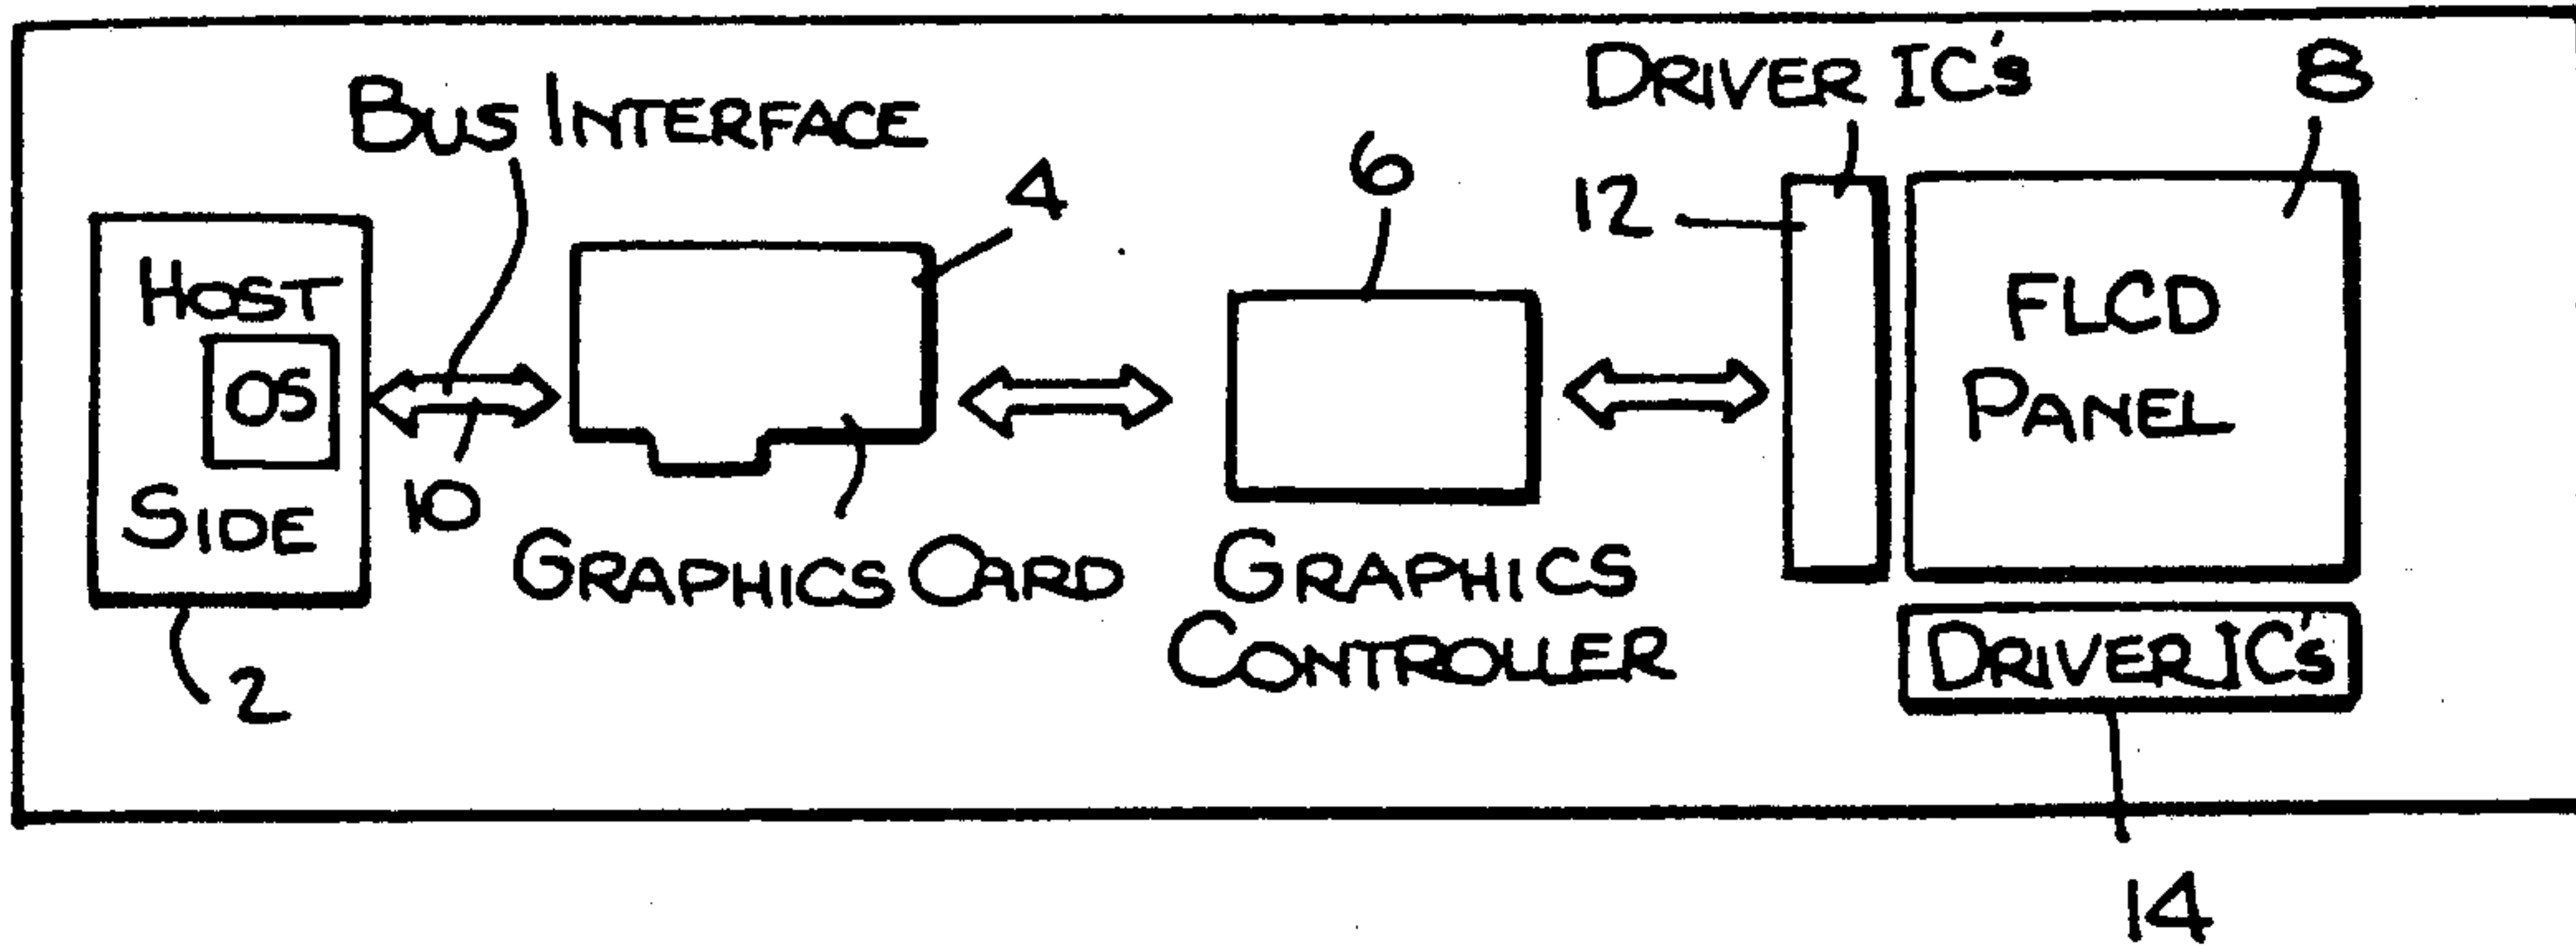 DRIVER IC's
8
BUS INTERFACE
4
6
12
HOST
OS
SIDE
10
FLCD
PANEL
GRAPHICS CARD
GRAPHICS
CONTROLLER
DRIVER IC's
2
14